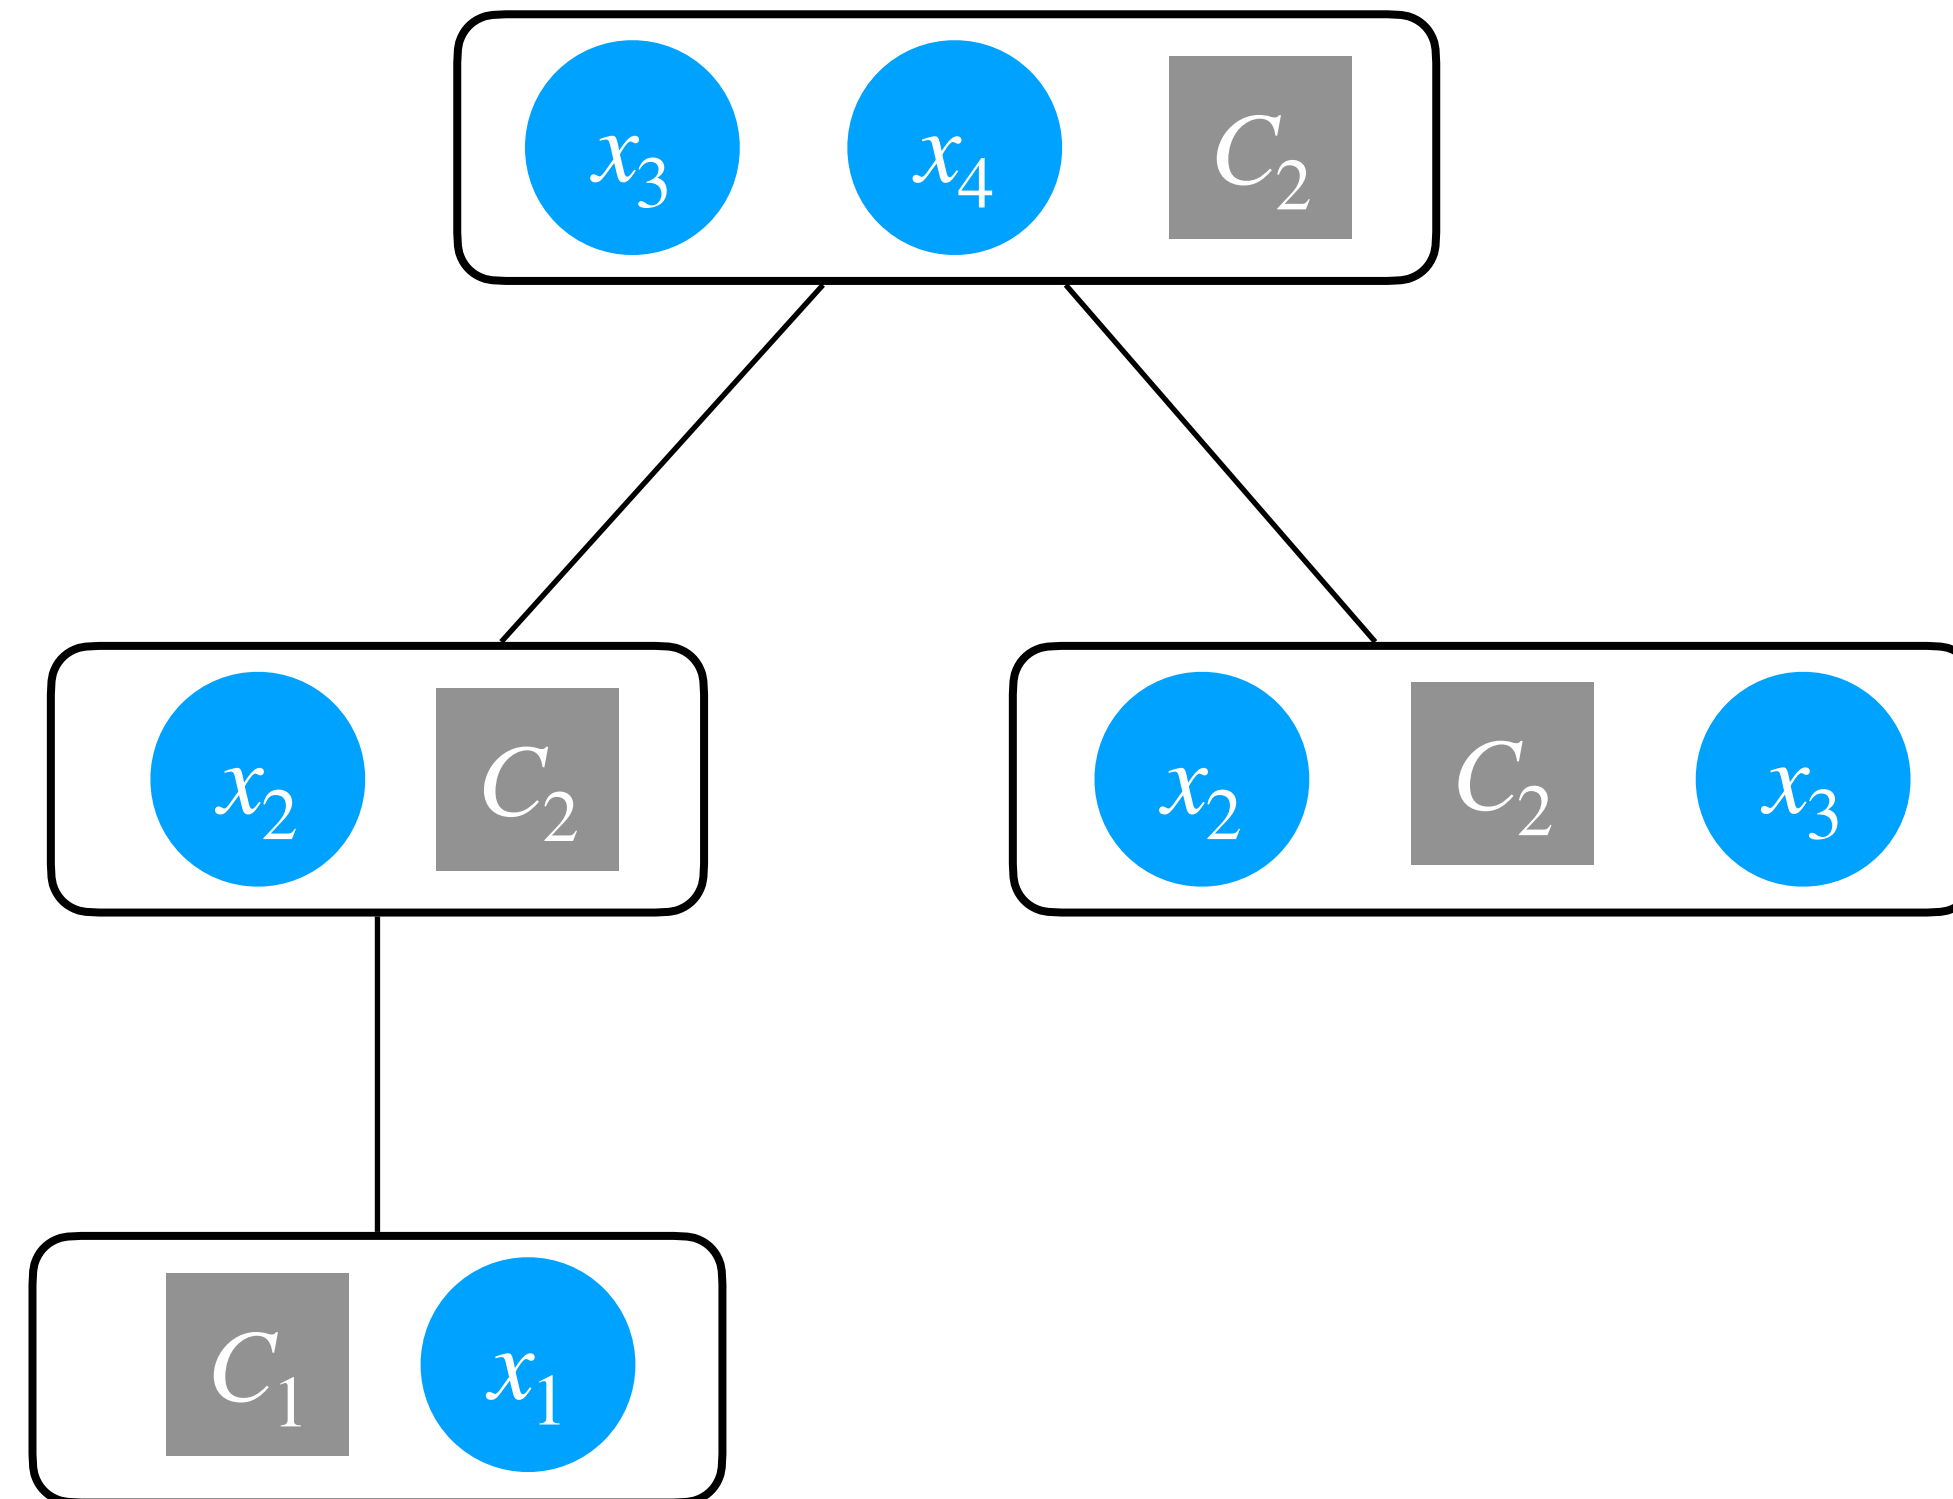 x₃ x₄ C₂
x₂ C₂ x₂ C₂ x₃
C₁ x₁